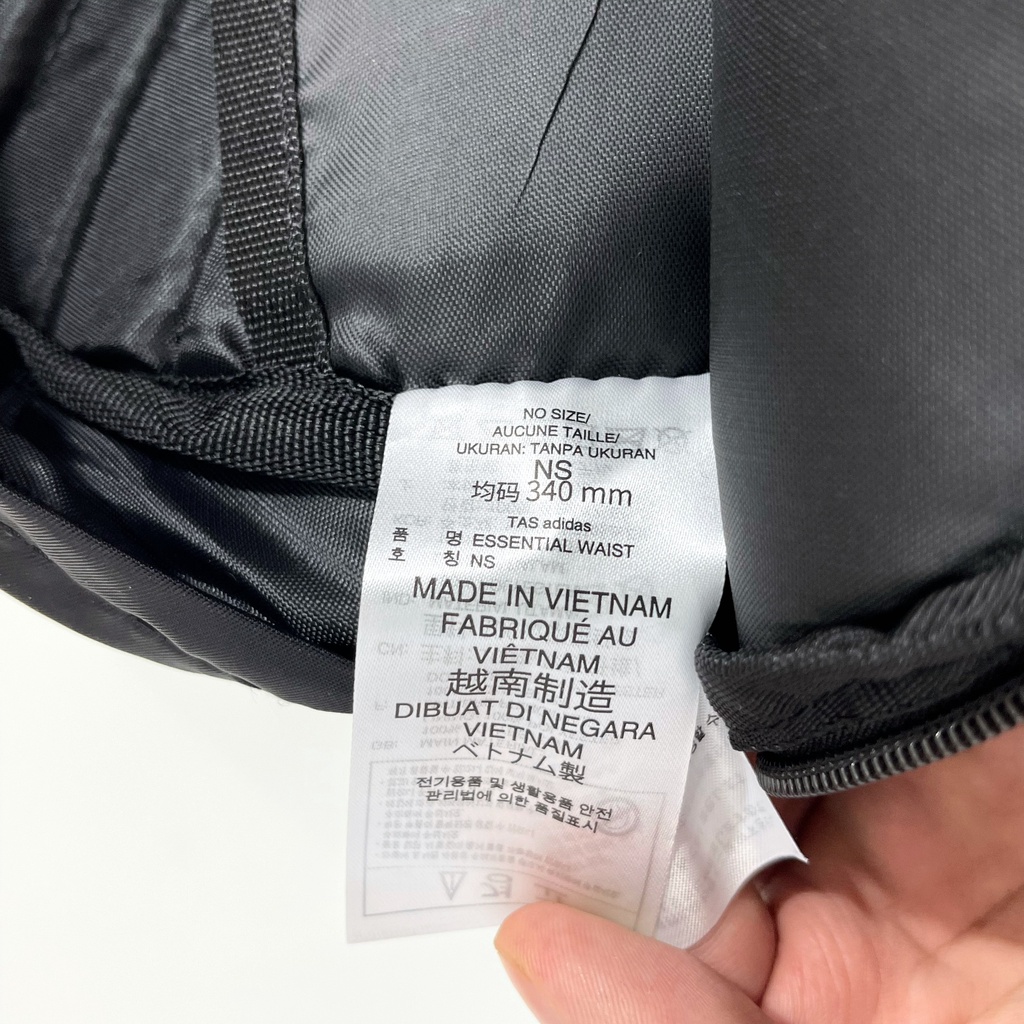 NO SIZE/
AUCUNE TAILLE/
UKURAN: TANPA UKURAN
NS
均码 340 mm
TAS adidas
품 명 ESSENTIAL WAIST
호 칭 NS
MADE IN VIETNAM
FABRIQUÉ AU
VIÊTNAM
越南制造
DIBUAT DI NEGARA
VIETNAM
ベトナム製
전기용품 및 생활용품 안전
관리법에 의한 품질표시